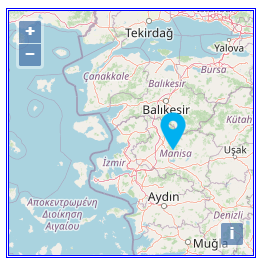 +
Tekirdağ
−
Yalova
Çanakkale
Bursa
Balıkesir
Balıkesir
Kütah
Uşak
Manisa
İzmir
Αποκεντρωμένη
Διοίκηση
Αιγαίου
Aydın
Denizli
i
Muğla